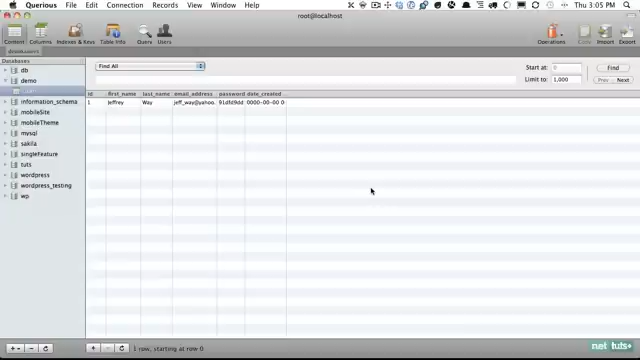 Querious File Edit Connection View Records View Window Help
Thu 3:05 PM
root@localhost
Content Columns Indexes & Keys Table Info Query Users Operations Import Export
Databases
db
demo
information_schema
mobileSite
mobileTheme
mysql
sakila
singleFeature
tuts
wordpress
wordpress_testing
wp
Find All
Start at: 0
Find
Limit to: 1,000
Prev Next
id first_name last_name email_address password date_created
1 Jeffrey Way jeff_way@yahoo. 0000-00-00 0
1 row, starting at row 0
net tuts+